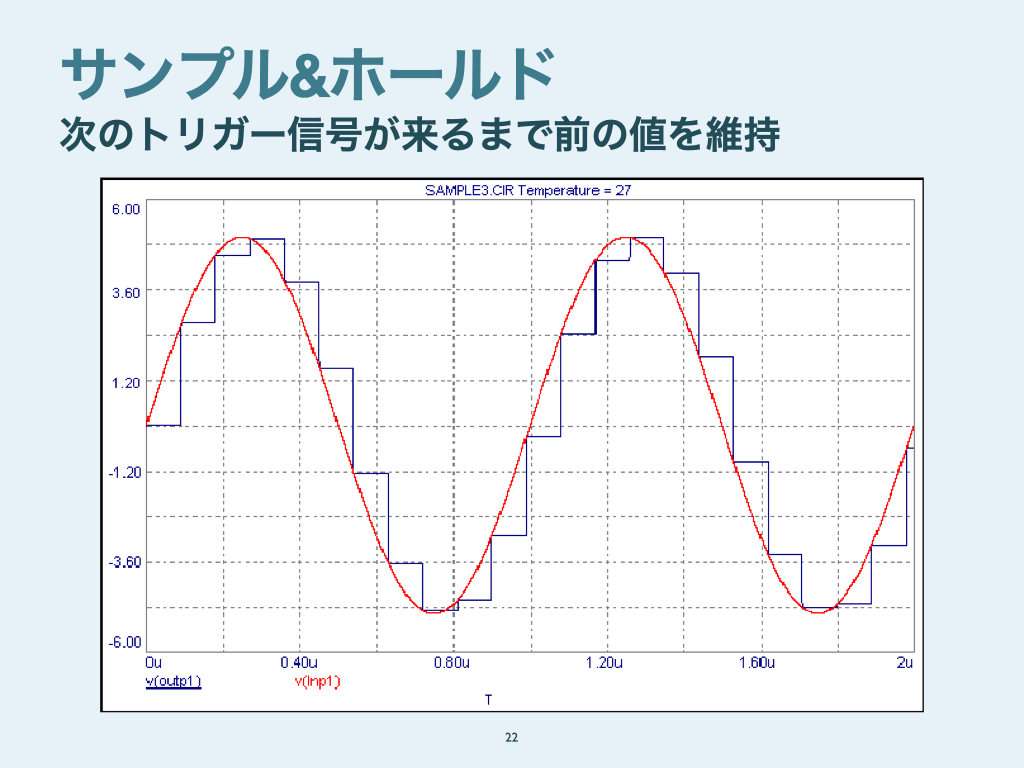 サンプル&ホールド
次のトリガー信号が来るまで前の値を維持
SAMPLE3.CIR Temperature = 27
6.00
3.60
1.20
-1.20
-3.60
-6.00
0u 0.40u 0.80u 1.20u 1.60u 2u
v(outp1) v(Inp1)
T
22